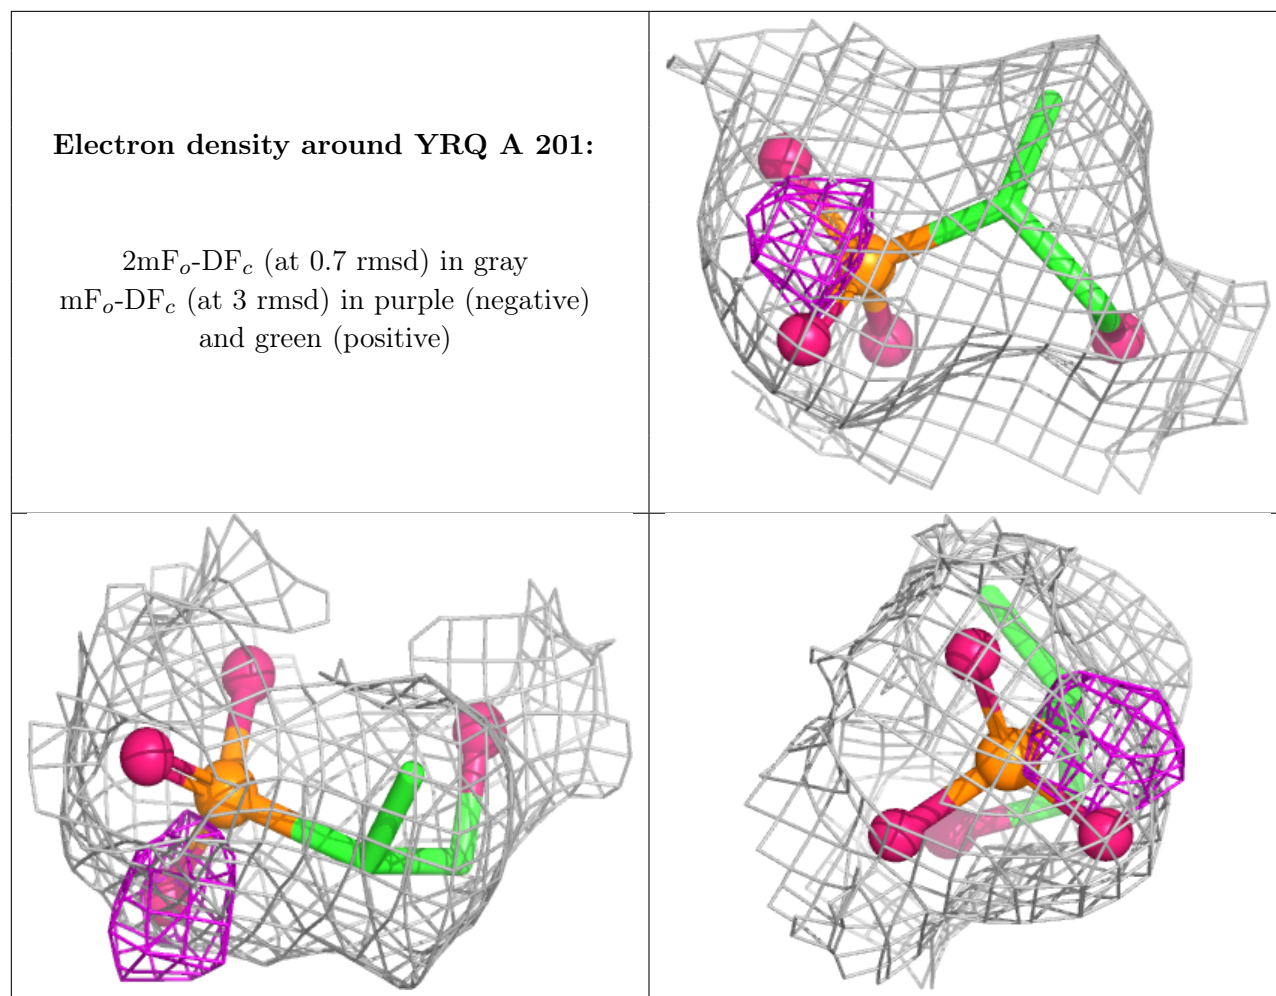 Electron density around YRQ A 201:
2mFo-DFc (at 0.7 rmsd) in gray
mFo-DFc (at 3 rmsd) in purple (negative)
and green (positive)